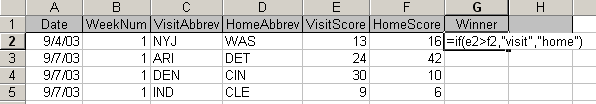 A B C D E F G H
1 Date WeekNum VisitAbbrev HomeAbbrev VisitScore HomeScore Winner
2 9/4/03 1 NYJ WAS 13 16 =if(e2>f2,"visit","home")
3 9/7/03 1 ARI DET 24 42
4 9/7/03 1 DEN CIN 30 10
5 9/7/03 1 IND CLE 9 6